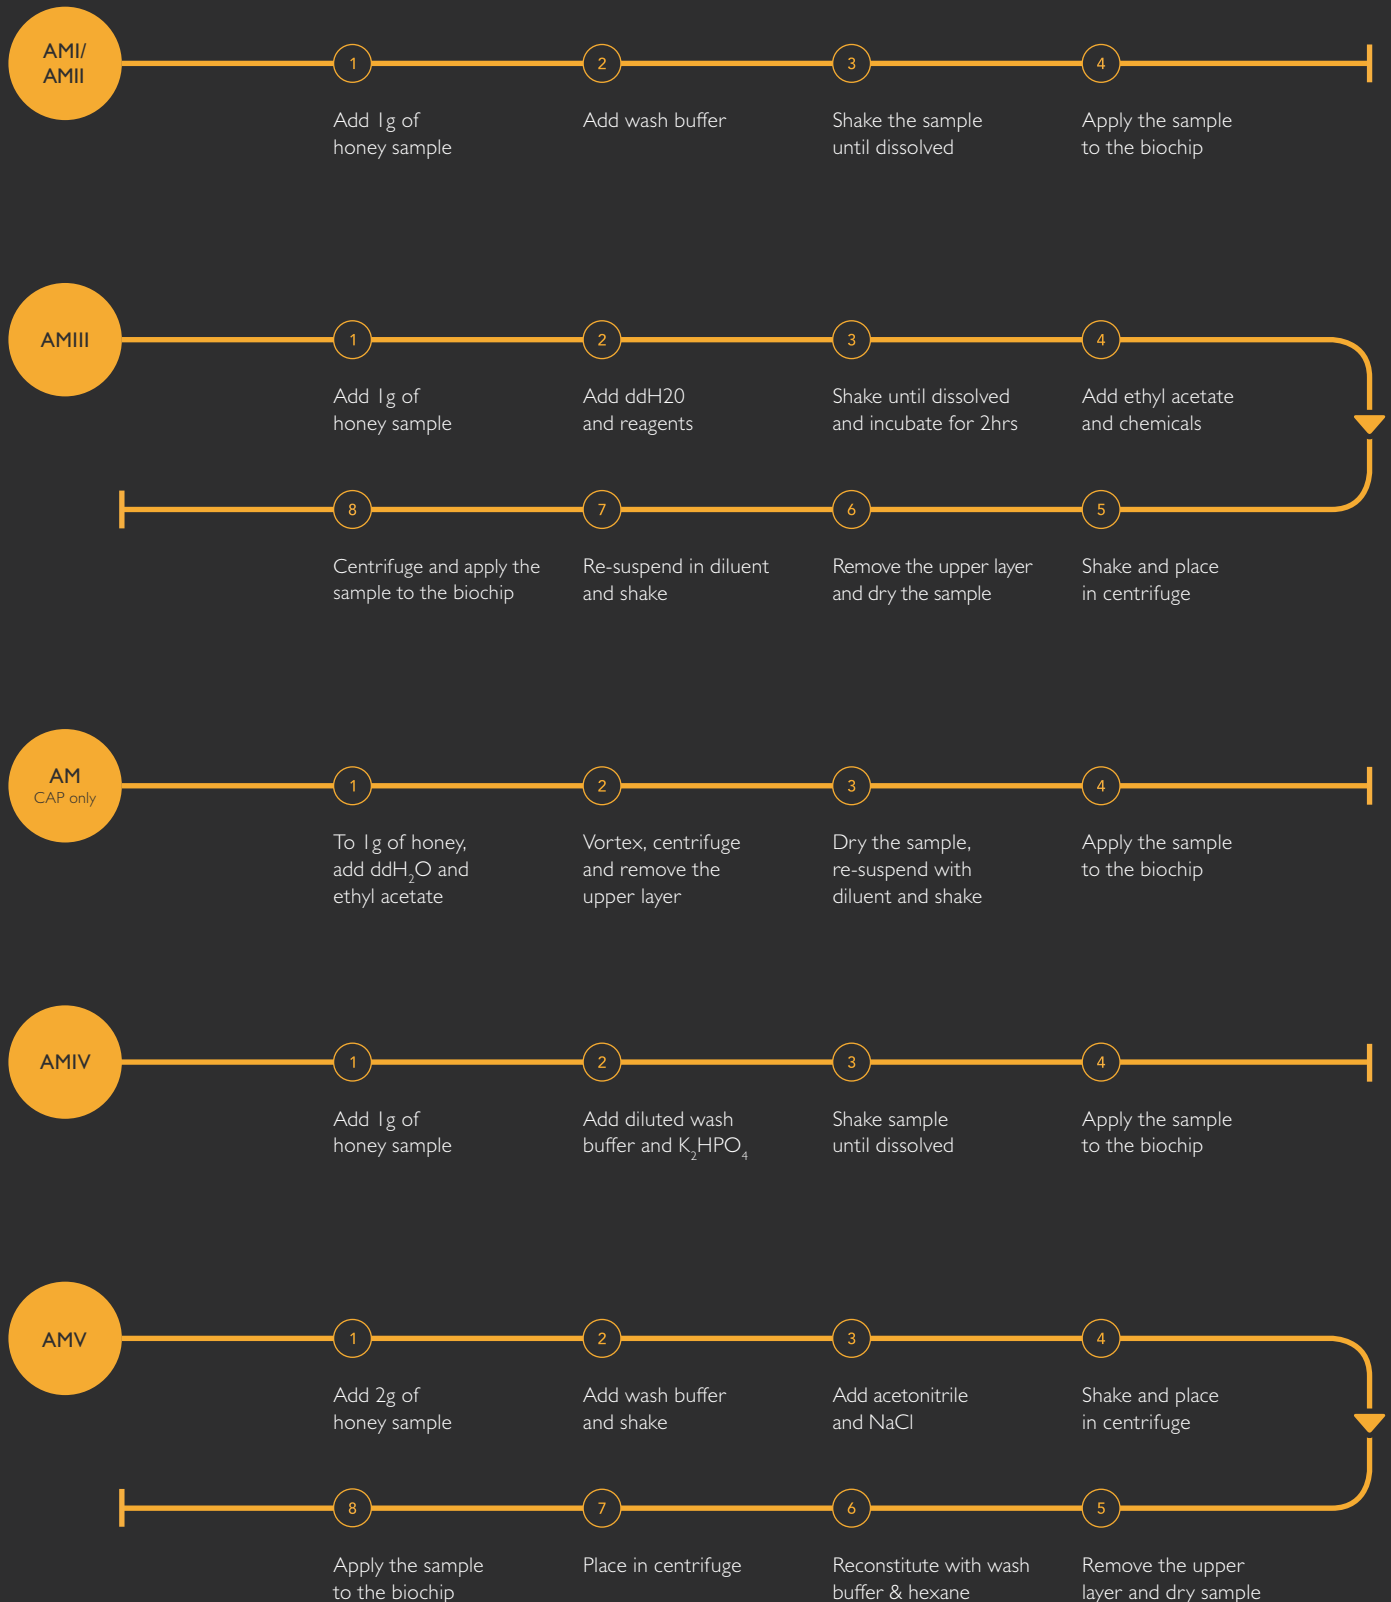 AMI/
AMII
1
2
3
4
Add 1g of
honey sample
Add wash buffer
Shake the sample
until dissolved
Apply the sample
to the biochip
AMIII
1
2
3
4
Add 1g of
honey sample
Add ddH20
and reagents
Shake until dissolved
and incubate for 2hrs
Add ethyl acetate
and chemicals
5
Shake and place
in centrifuge
6
Remove the upper layer
and dry the sample
7
Re-suspend in diluent
and shake
8
Centrifuge and apply the
sample to the biochip
AM
CAP only
1
2
3
4
To 1g of honey,
add ddH₂O and
ethyl acetate
Vortex, centrifuge
and remove the
upper layer
Dry the sample,
re-suspend with
diluent and shake
Apply the sample
to the biochip
AMIV
1
2
3
4
Add 1g of
honey sample
Add diluted wash
buffer and K₂HPO₄
Shake sample
until dissolved
Apply the sample
to the biochip
AMV
1
2
3
4
Add 2g of
honey sample
Add wash buffer
and shake
Add acetonitrile
and NaCl
Shake and place
in centrifuge
5
Remove the upper
layer and dry sample
6
Reconstitute with wash
buffer & hexane
7
Place in centrifuge
8
Apply the sample
to the biochip